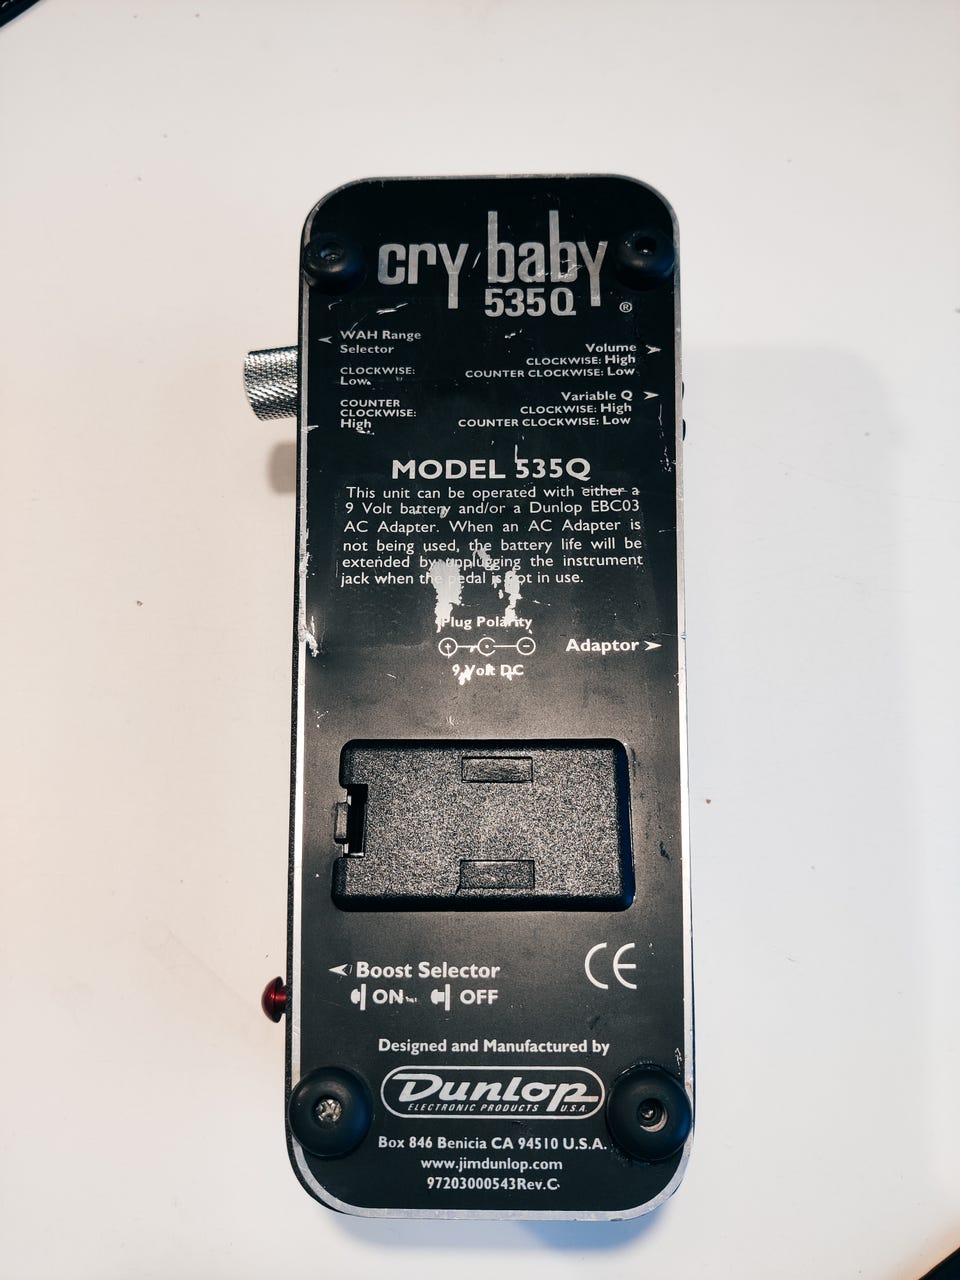 cry baby
535Q
®
WAH Range
Selector
CLOCKWISE:
Low
COUNTER
CLOCKWISE:
High
Volume
CLOCKWISE: High
COUNTER CLOCKWISE: Low
Variable Q
CLOCKWISE: High
COUNTER CLOCKWISE: Low
MODEL 535Q
This unit can be operated with either a
9 Volt battery and/or a Dunlop EBC03
AC Adapter. When an AC Adapter is
not being used, the battery life will be
extended by unplugging the instrument
jack when the pedal is not in use.
Plug Polarity
9 Volt DC
Adaptor
Boost Selector
ON OFF
CE
Designed and Manufactured by
Dunlop
ELECTRONIC PRODUCTS U.S.A.
Box 846 Benicia CA 94510 U.S.A.
www.jimdunlop.com
97203000543Rev.C